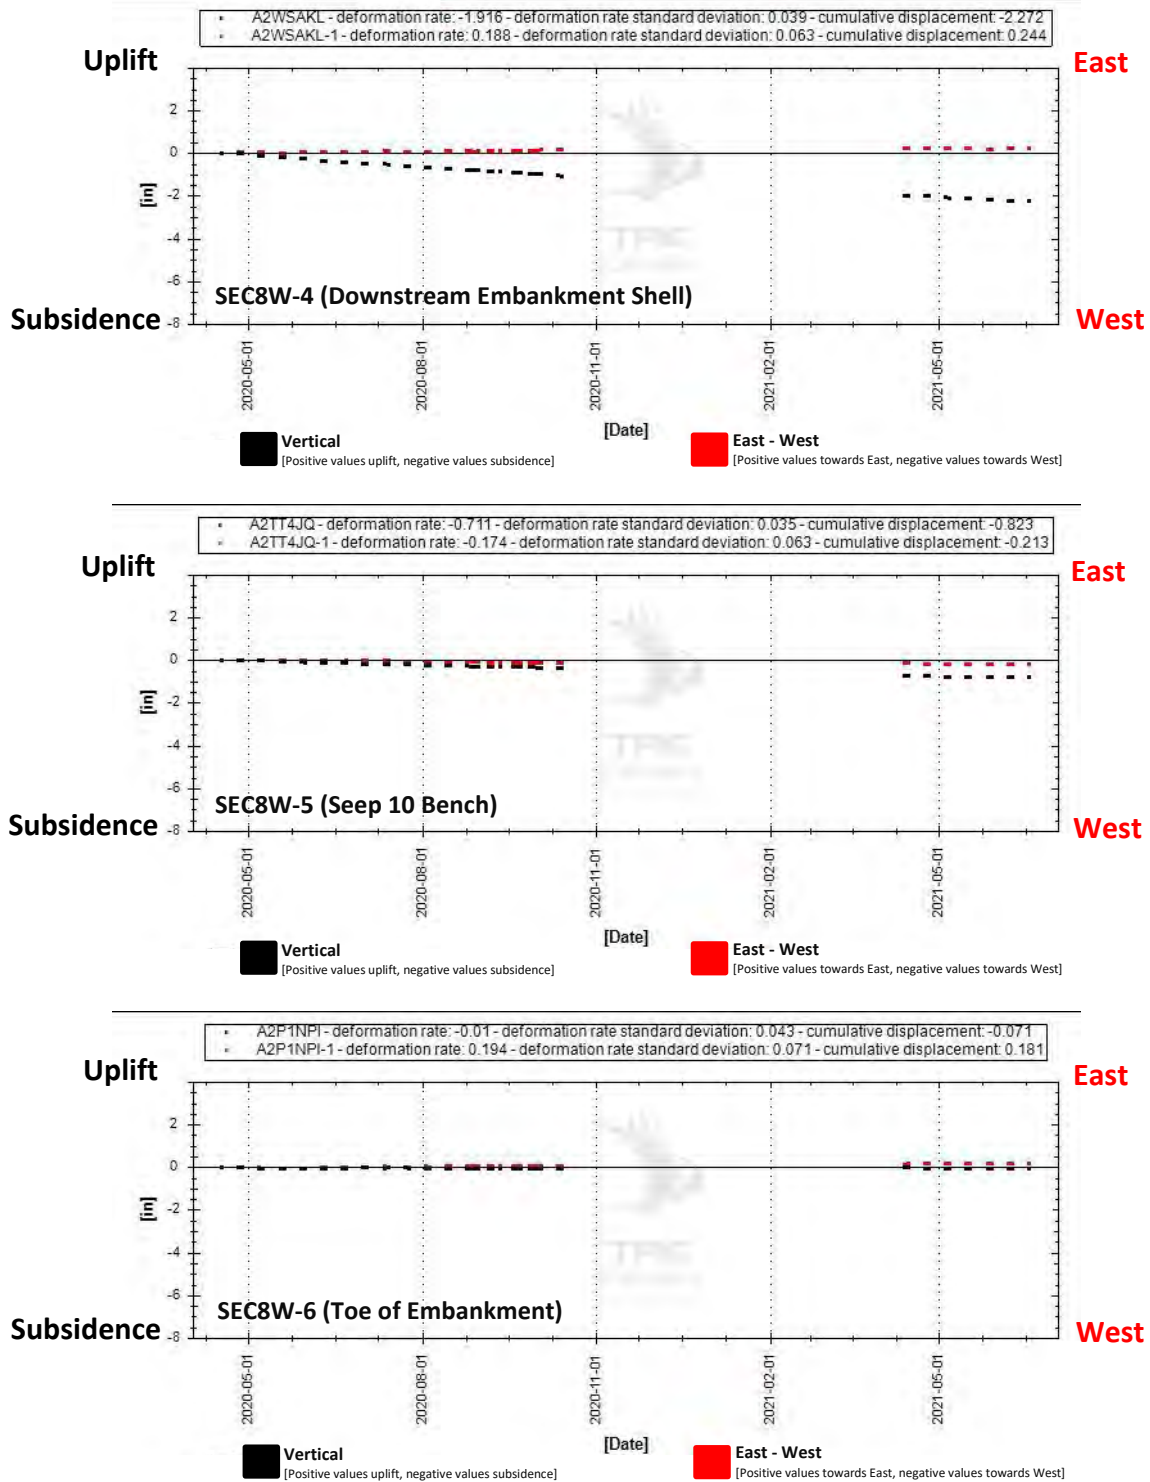 A2WSAKL - deformation rate: -1.916 - deformation rate standard deviation: 0.039 - cumulative displacement: -2.272
A2WSAKL-1 - deformation rate: 0.188 - deformation rate standard deviation: 0.063 - cumulative displacement: 0.244
Uplift
East
2
0
-2
-4
-6
-8
[in]
SEC8W-4 (Downstream Embankment Shell)
Subsidence
West
2020-05-01
2020-08-01
2020-11-01
2021-02-01
2021-05-01
[Date]
Vertical
[Positive values uplift, negative values subsidence]
East - West
[Positive values towards East, negative values towards West]
A2TT4JQ - deformation rate: -0.711 - deformation rate standard deviation: 0.035 - cumulative displacement: -0.823
A2TT4JQ-1 - deformation rate: -0.174 - deformation rate standard deviation: 0.063 - cumulative displacement: -0.213
Uplift
East
2
0
-2
-4
-6
-8
[in]
SEC8W-5 (Seep 10 Bench)
Subsidence
West
2020-05-01
2020-08-01
2020-11-01
2021-02-01
2021-05-01
[Date]
Vertical
[Positive values uplift, negative values subsidence]
East - West
[Positive values towards East, negative values towards West]
A2P1NPI - deformation rate: -0.01 - deformation rate standard deviation: 0.043 - cumulative displacement: -0.071
A2P1NPI-1 - deformation rate: 0.194 - deformation rate standard deviation: 0.071 - cumulative displacement: 0.181
Uplift
East
2
0
-2
-4
-6
-8
[in]
SEC8W-6 (Toe of Embankment)
Subsidence
West
2020-05-01
2020-08-01
2020-11-01
2021-02-01
2021-05-01
[Date]
Vertical
[Positive values uplift, negative values subsidence]
East - West
[Positive values towards East, negative values towards West]